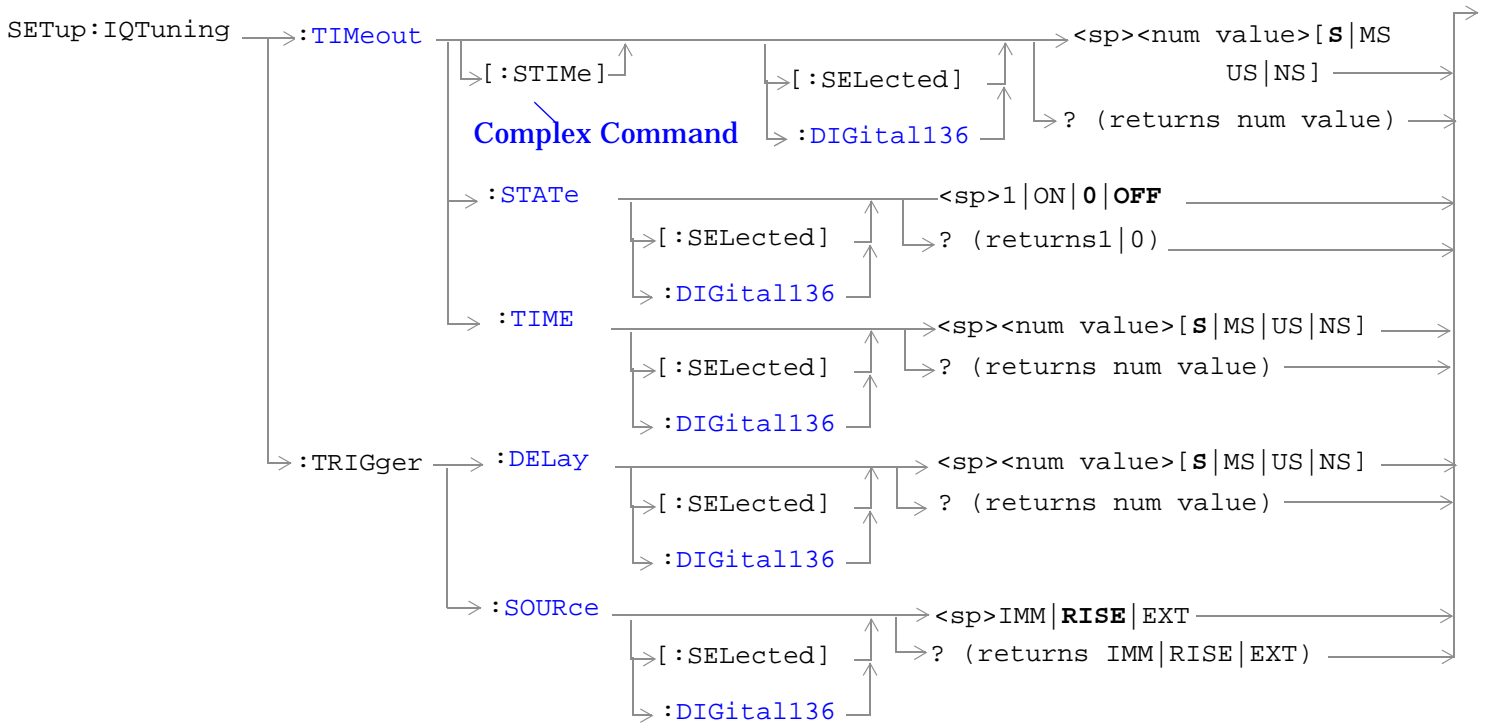 SETup:IQTuning :TIMeout <sp><num value>[S|MS
[:STIMe] [:SELected] US|NS]
Complex Command :DIGital136 ? (returns num value)
:STATe <sp>1|ON|0|OFF
[:SELected] ? (returns1|0)
:DIGital136
:TIME <sp><num value>[S|MS|US|NS]
[:SELected] ? (returns num value)
:DIGital136
:TRIGger :DELay <sp><num value>[S|MS|US|NS]
[:SELected] ? (returns num value)
:DIGital136
:SOURce <sp>IMM|RISE|EXT
[:SELected] ? (returns IMM|RISE|EXT)
:DIGital136